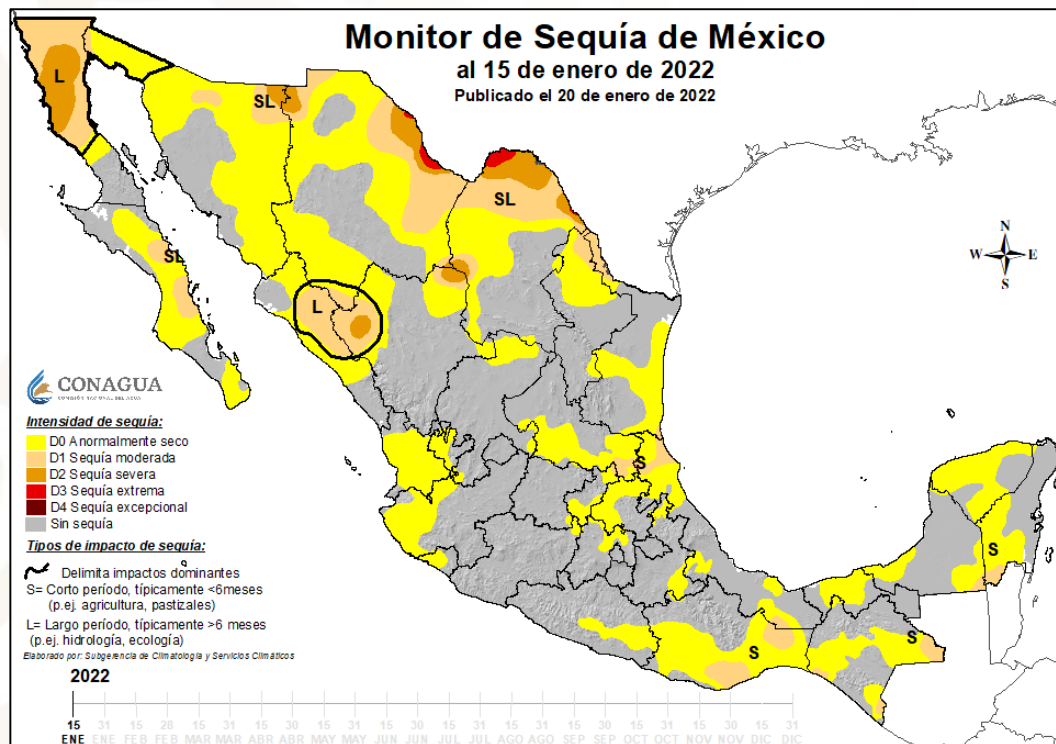 Monitor de Sequía de México
al 15 de enero de 2022
Publicado el 20 de enero de 2022
L
SL
SL
SL
L
S
S
S
S
N
W E
S
CONAGUA
COMISIÓN NACIONAL DEL AGUA
Intensidad de sequía:
D0 Anormalmente seco
D1 Sequía moderada
D2 Sequía severa
D3 Sequía extrema
D4 Sequía excepcional
Sin sequía
Tipos de impacto de sequía:
Delimita impactos dominantes
S= Corto período, típicamente <6meses
(p.ej. agricultura, pastizales)
L= Largo período, típicamente >6 meses
(p.ej. hidrología, ecología)
Elaborado por: Subgerencia de Climatología y Servicios Climáticos
2022
15 31 15 28 15 31 15 30 15 31 15 30 15 31 15 31 15 30 15 31 15 30 15 31
ENE ENE FEB FEB MAR MAR ABR ABR MAY MAY JUN JUN JUL JUL AGO AGO SEP SEP OCT OCT NOV NOV DIC DIC